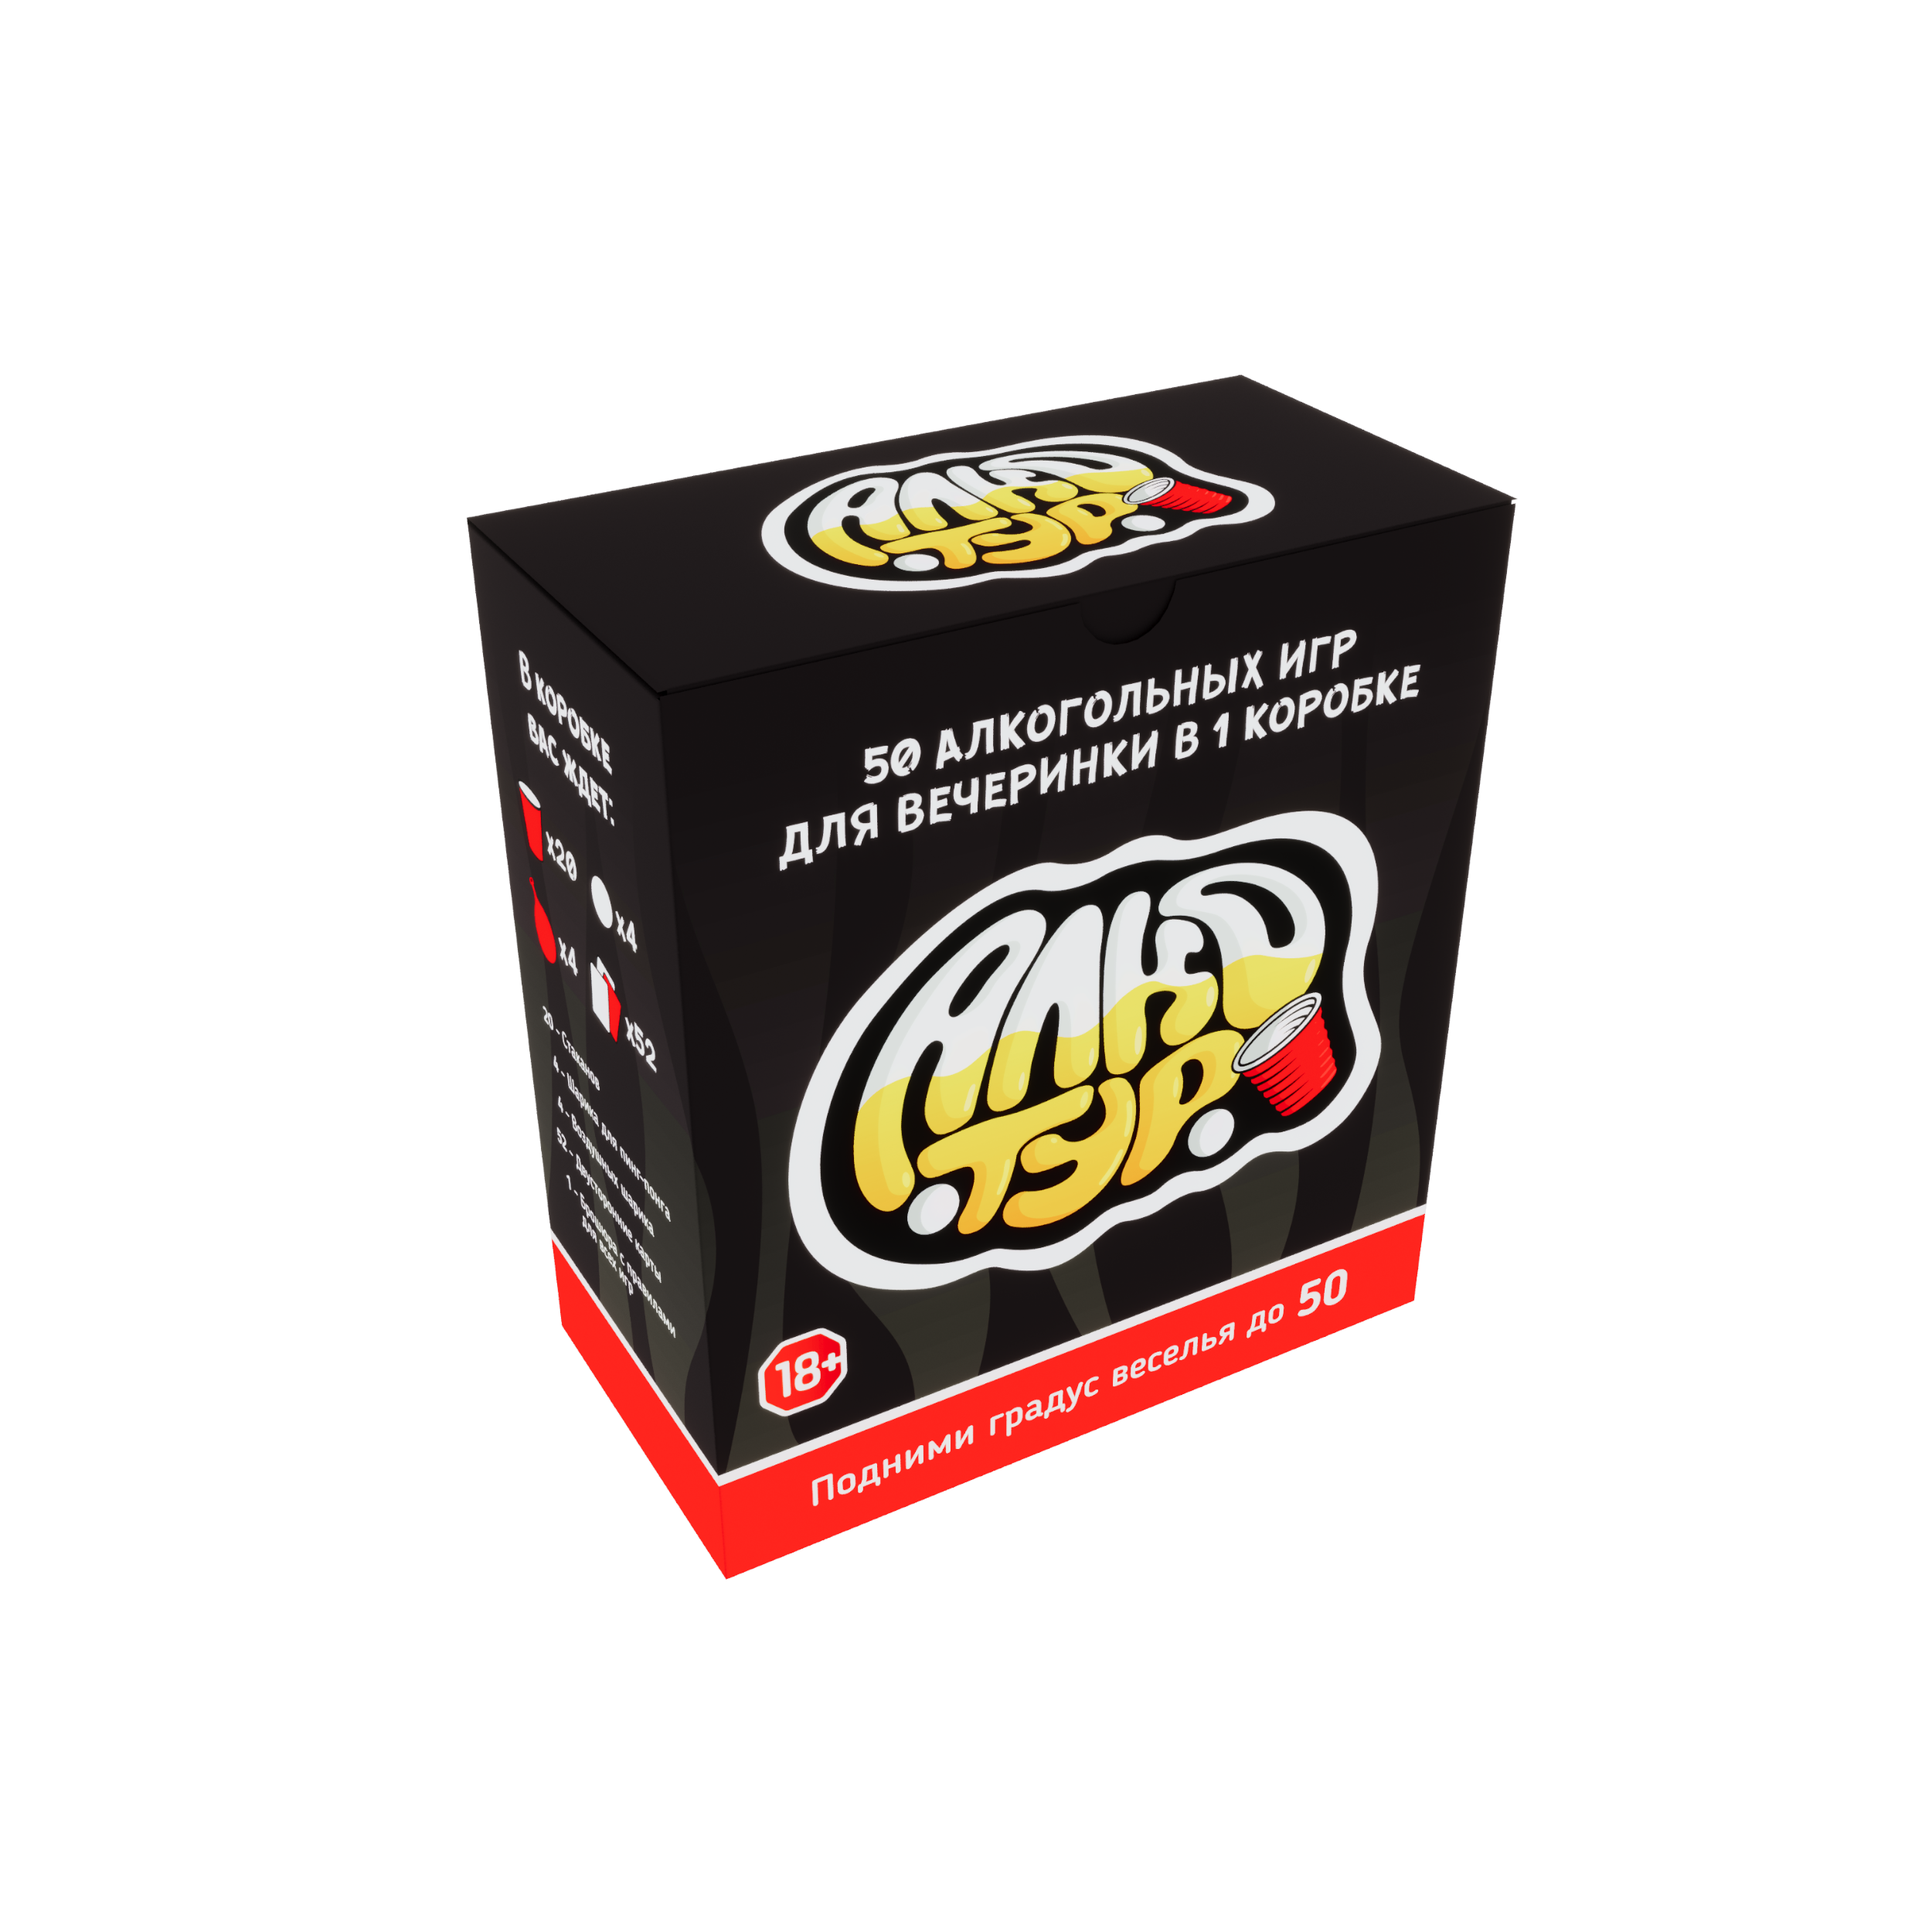 АЛКО
ТУР
50 АЛКОГОЛЬНЫХ ИГР
ДЛЯ ВЕЧЕРИНКИ В 1 КОРОБКЕ
АЛКО
ТУР
18+
Подними градус веселья до 50
В КОРОБКЕ
ВАС ЖДЕТ:
x20
x4
x4
x52
20 - Стаканов
4 - Шарика для пинг-понга
4 - Воздушных шарика
52 - Двусторонние карты
1 - Брошюра с правилами
для всех игр